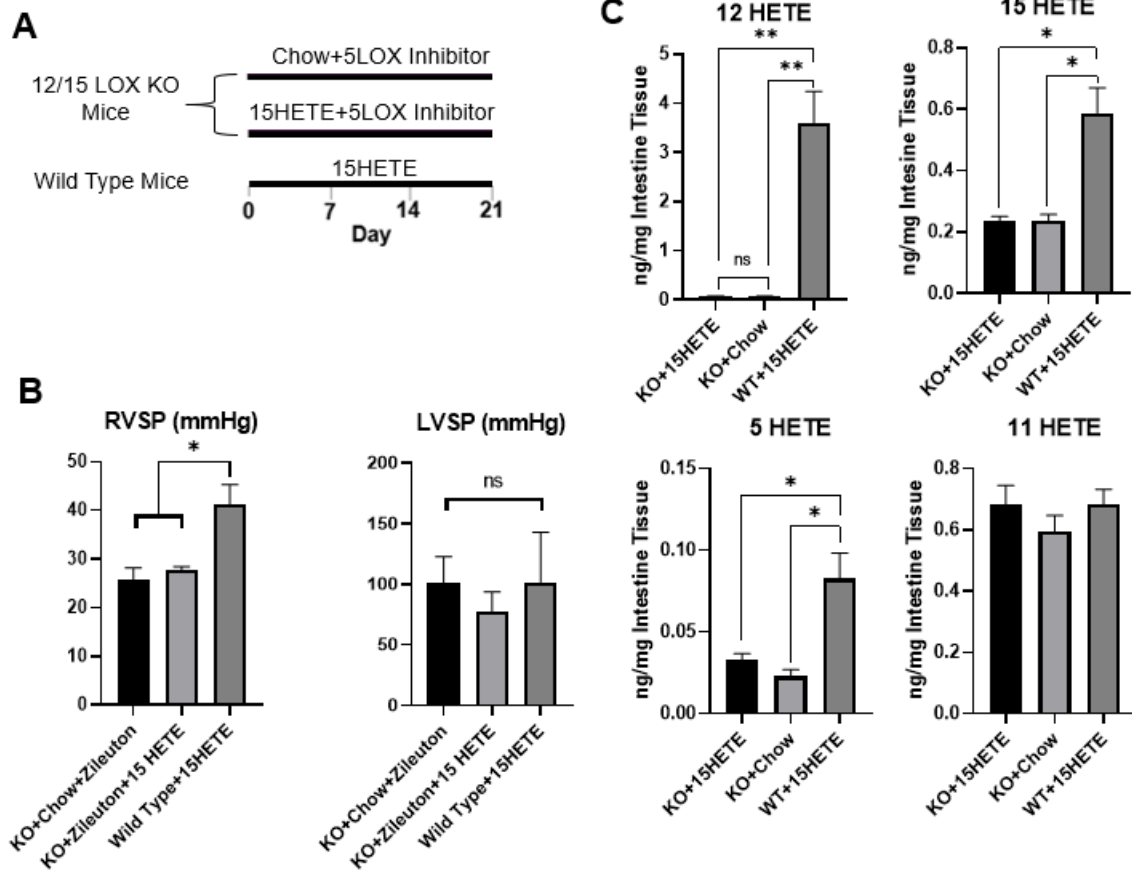 A
12/15 LOX KO
Mice
Chow+5LOX Inhibitor
15HETE+5LOX Inhibitor
Wild Type Mice
15HETE
0 7 14 21
Day
B
RVSP (mmHg)
*
50
40
30
20
10
0
KO+Chow+Zileuton
KO+Zileuton+15 HETE
Wild Type+15HETE
LVSP (mmHg)
ns
200
150
100
50
0
KO+Chow+Zileuton
KO+Zileuton+15 HETE
Wild Type+15HETE
C
12 HETE
**
**
ns
ng/mg Intestine Tissue
5
4
3
2
1
0
KO+15HETE
KO+Chow
WT+15HETE
15 HETE
*
*
ng/mg Intesine Tissue
0.8
0.6
0.4
0.2
0.0
KO+15HETE
KO+Chow
WT+15HETE
5 HETE
*
*
ng/mg Intestine Tissue
0.15
0.10
0.05
0.00
KO+15HETE
KO+Chow
WT+15HETE
11 HETE
ng/mg Intestine Tissue
0.8
0.6
0.4
0.2
0.0
KO+15HETE
KO+Chow
WT+15HETE